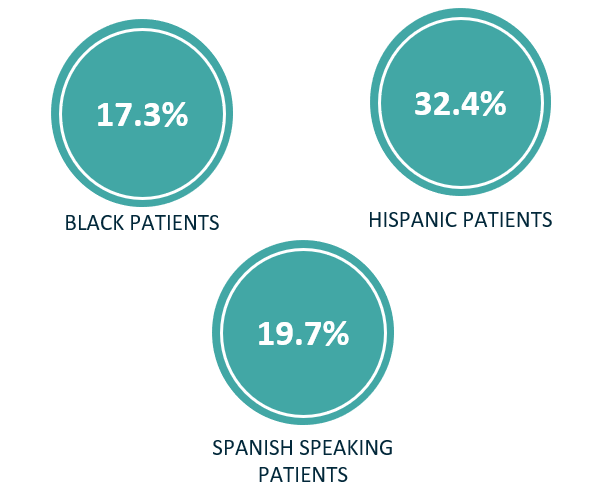 17.3%
BLACK PATIENTS
32.4%
HISPANIC PATIENTS
19.7%
SPANISH SPEAKING
PATIENTS